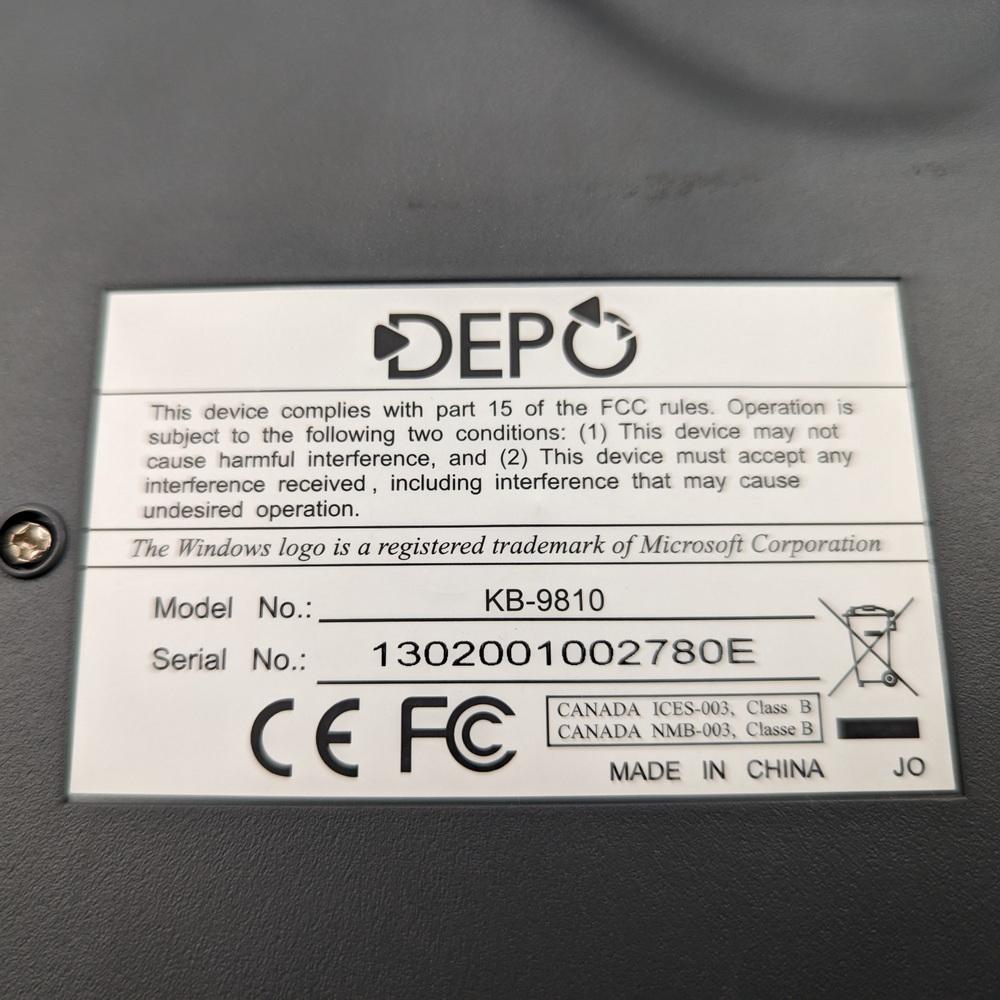 DEPO
This device complies with part 15 of the FCC rules. Operation is
subject to the following two conditions: (1) This device may not
cause harmful interference, and (2) This device must accept any
interference received, including interference that may cause
undesired operation.
The Windows logo is a registered trademark of Microsoft Corporation
Model No.: KB-9810
Serial No.: 1302001002780E
CE FC
CANADA ICES-003, Class B
CANADA NMB-003, Classe B
MADE IN CHINA JO